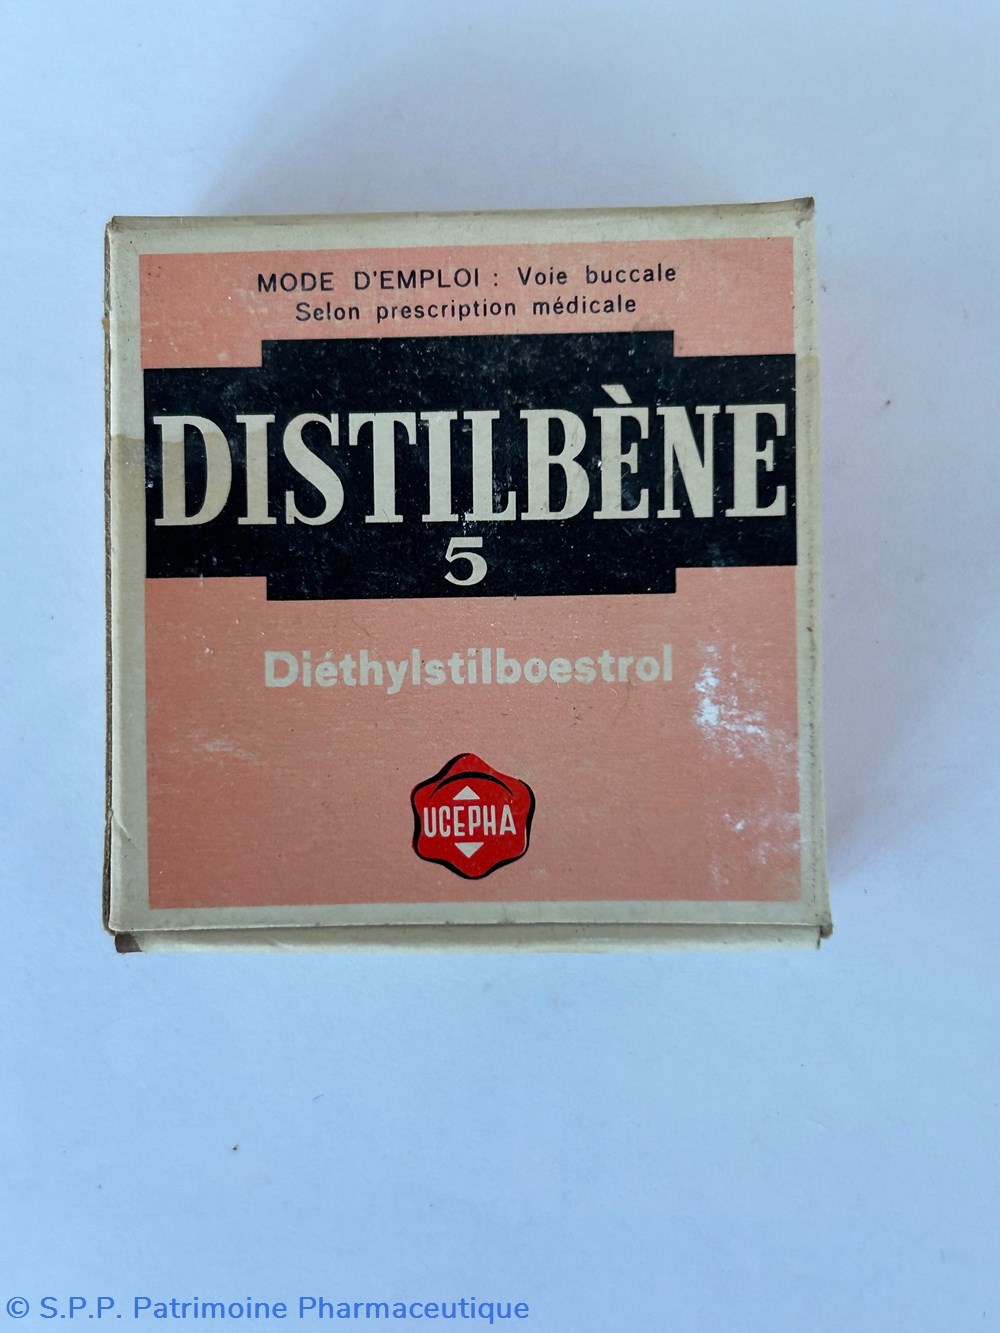 MODE D'EMPLOI : Voie buccale
Selon prescription médicale
DISTILBÈNE
5
Diéthylstilboestrol
UCEPHA
© S.P.P. Patrimoine Pharmaceutique